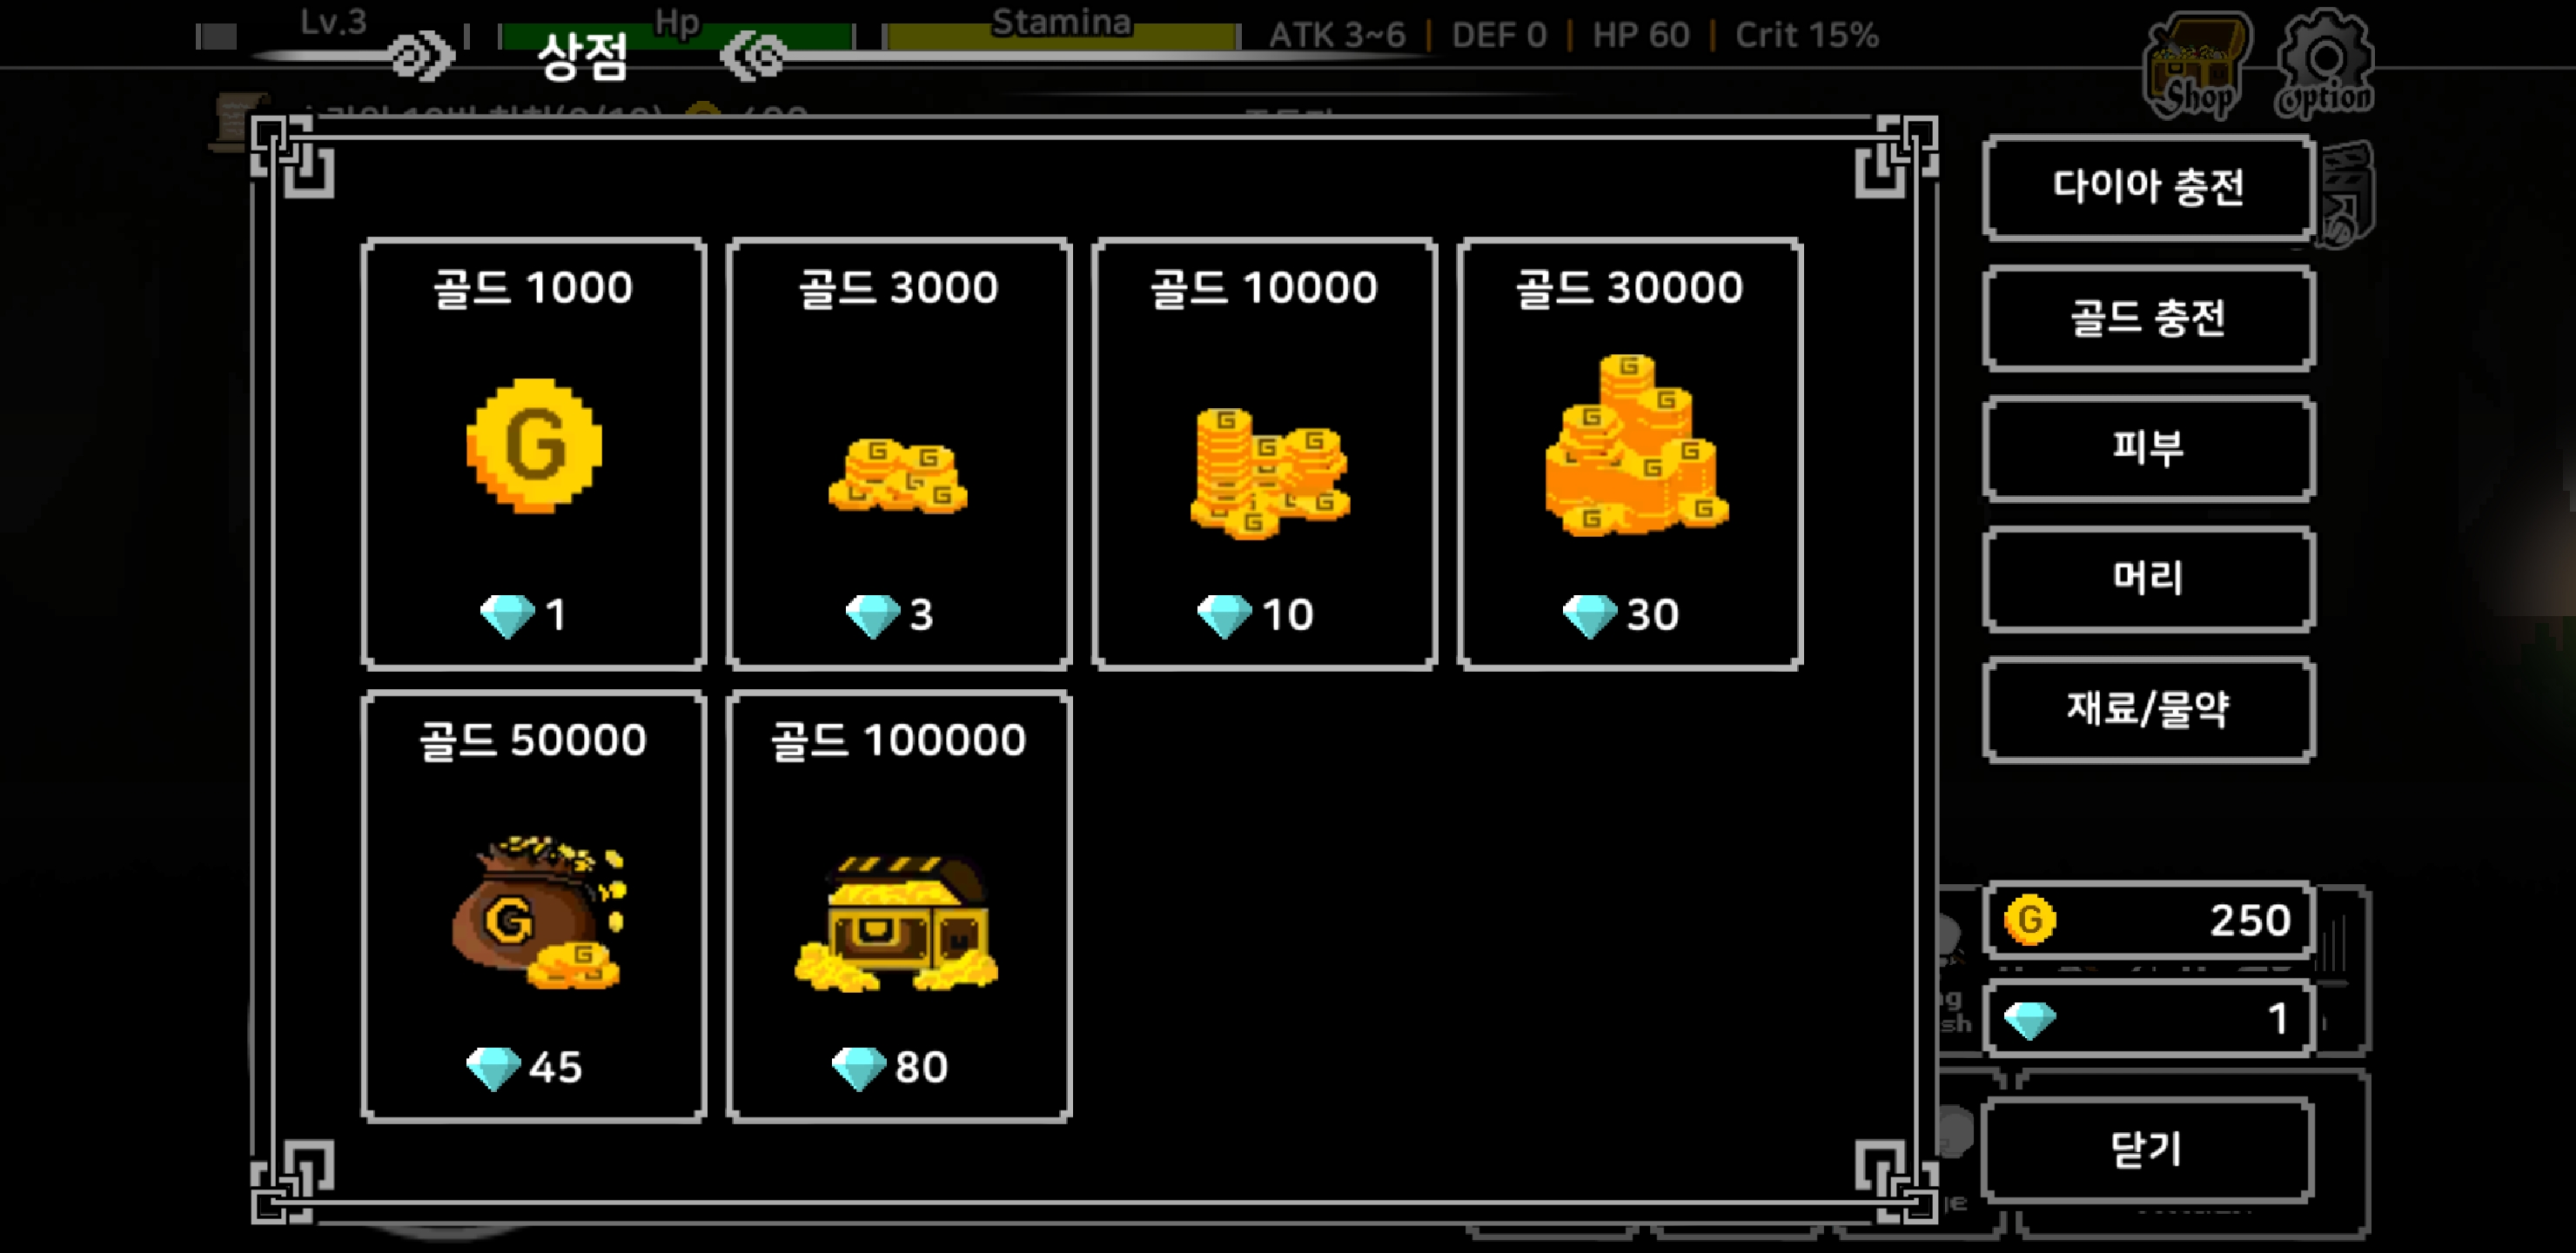 Lv.3
Hp
Stamina
ATK 3~6 | DEF 0 | HP 60 | Crit 15%
상점
Shop
Option
다이아 충전
골드 충전
피부
머리
재료/물약
골드 1000
G
1
골드 3000
3
골드 10000
10
골드 30000
30
골드 50000
G
45
골드 100000
80
G 250
1
닫기